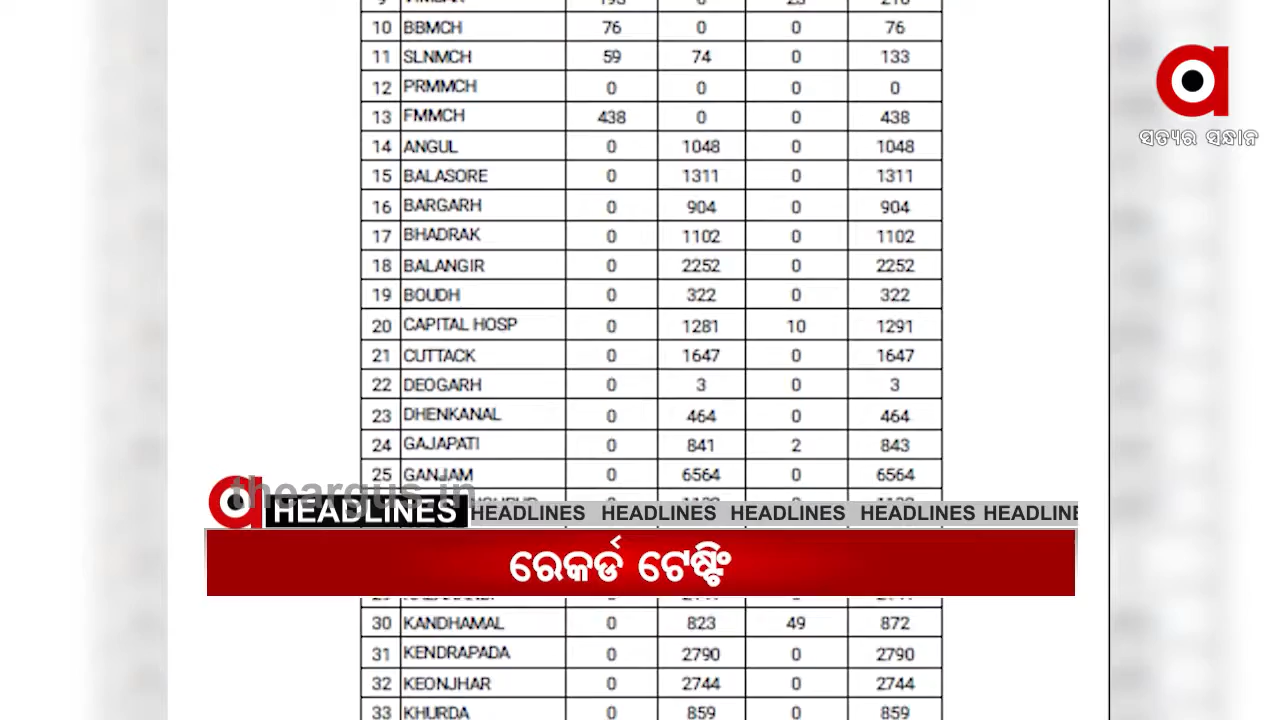 10 BBMCH 76 0 0 76
11 SLNMCH 59 74 0 133
12 PRMMCH 0 0 0 0
13 FMMCH 438 0 0 438
14 ANGUL 0 1048 0 1048
15 BALASORE 0 1311 0 1311
16 BARGARH 0 904 0 904
17 BHADRAK 0 1102 0 1102
18 BALANGIR 0 2252 0 2252
19 BOUDH 0 322 0 322
20 CAPITAL HOSP 0 1281 10 1291
21 CUTTACK 0 1647 0 1647
22 DEOGARH 0 3 0 3
23 DHENKANAL 0 464 0 464
24 GAJAPATI 0 841 2 843
25 GANJAM 0 6564 0 6564
theargus.in
HEADLINES HEADLINES HEADLINES HEADLINES HEADLINES HEADLINE
ରେକର୍ଡ ଟେଷ୍ଟିଂ
30 KANDHAMAL 0 823 49 872
31 KENDRAPADA 0 2790 0 2790
32 KEONJHAR 0 2744 0 2744
33 KHURDA 0 859 0 859
ସତ୍ୟର ସନ୍ଧାନ